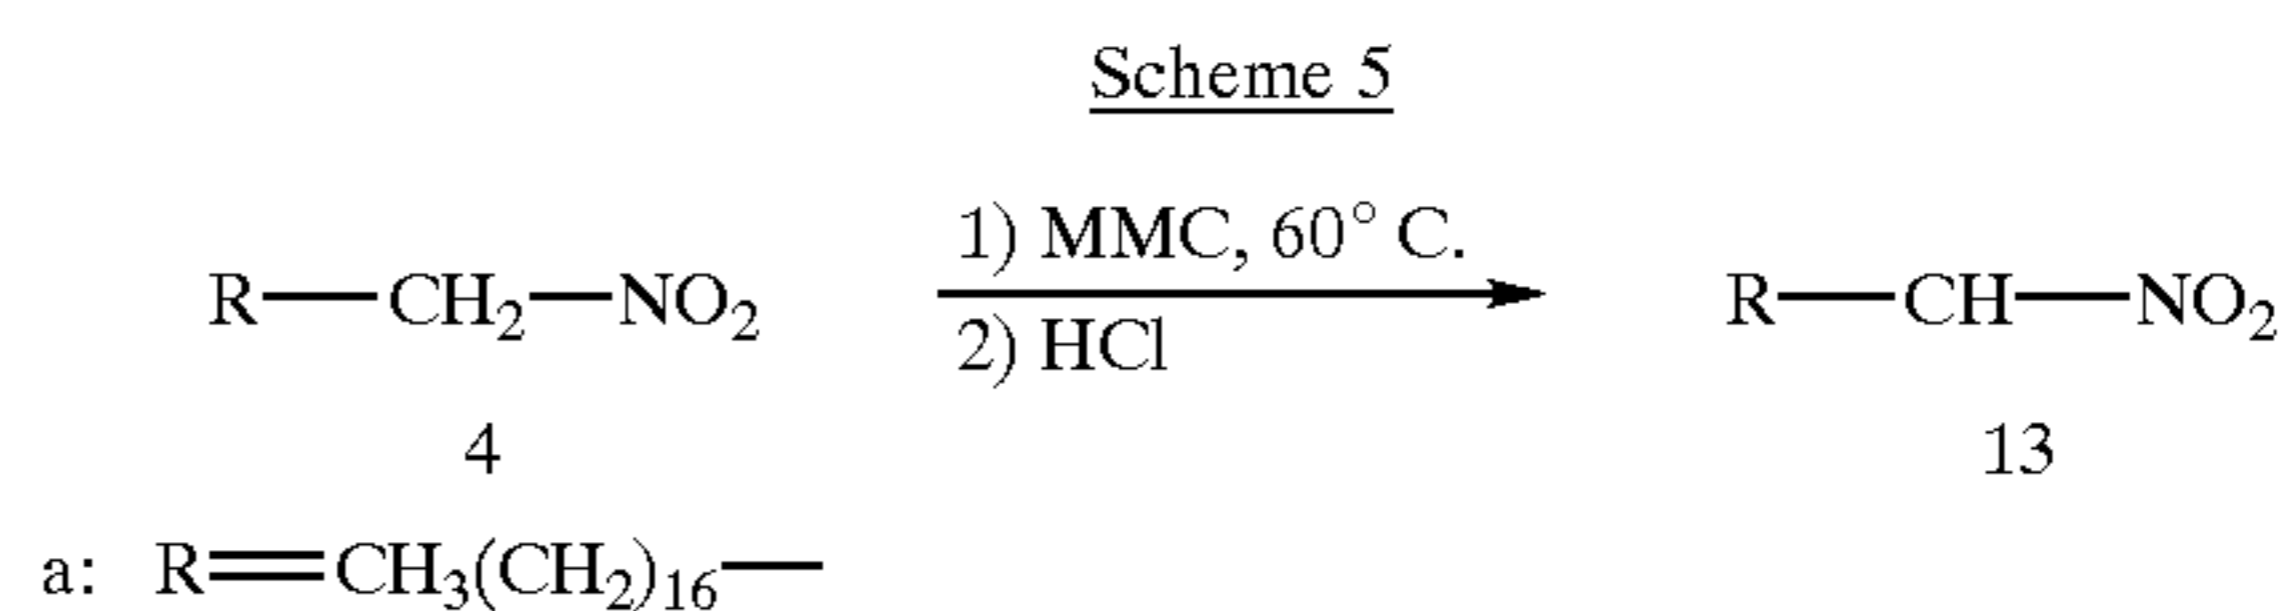 Scheme 5
R—CH₂—NO₂ 1) MMC, 60° C. 2) HCl R—CH—NO₂
4 13
a: R=CH₃(CH₂)₁₆—